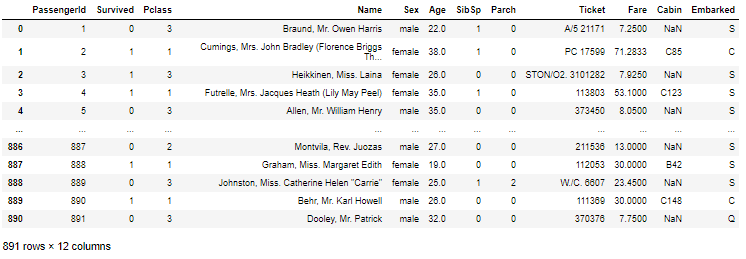 PassengerId Survived Pclass Name Sex Age SibSp Parch Ticket Fare Cabin Embarked
0 1 0 3 Braund, Mr. Owen Harris male 22.0 1 0 A/5 21171 7.2500 NaN S
1 2 1 1 Cumings, Mrs. John Bradley (Florence Briggs Th... female 38.0 1 0 PC 17599 71.2833 C85 C
2 3 1 3 Heikkinen, Miss. Laina female 26.0 0 0 STON/O2. 3101282 7.9250 NaN S
3 4 1 1 Futrelle, Mrs. Jacques Heath (Lily May Peel) female 35.0 1 0 113803 53.1000 C123 S
4 5 0 3 Allen, Mr. William Henry male 35.0 0 0 373450 8.0500 NaN S
... ... ... ... ... ... ... ... ... ... ... ... ...
886 887 0 2 Montvila, Rev. Juozas male 27.0 0 0 211536 13.0000 NaN S
887 888 1 1 Graham, Miss. Margaret Edith female 19.0 0 0 112053 30.0000 B42 S
888 889 0 3 Johnston, Miss. Catherine Helen "Carrie" female 25.0 1 2 W./C. 6607 23.4500 NaN S
889 890 1 1 Behr, Mr. Karl Howell male 26.0 0 0 111369 30.0000 C148 C
890 891 0 3 Dooley, Mr. Patrick male 32.0 0 0 370376 7.7500 NaN Q
891 rows × 12 columns